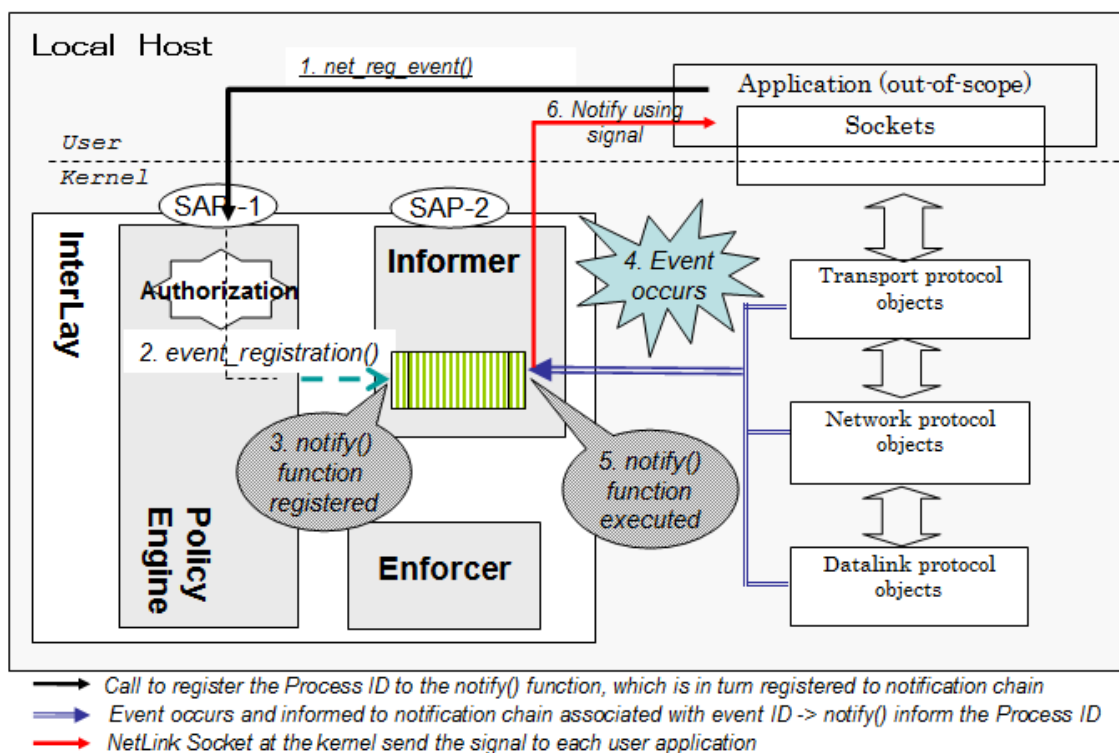 Local Host
1. net_reg_event()
Application (out-of-scope)
6. Notify using
signal
Sockets
User
Kernel
SAP-1
SAP-2
InterLay
Informer
4. Event
occurs
Transport protocol
objects
Authorization
2. event_registration()
Network protocol
objects
3. notify()
function
registered
5. notify()
function
executed
Policy
Engine
Enforcer
Datalink protocol
objects
Call to register the Process ID to the notify() function, which is in turn registered to notification chain
Event occurs and informed to notification chain associated with event ID -> notify() inform the Process ID
NetLink Socket at the kernel send the signal to each user application